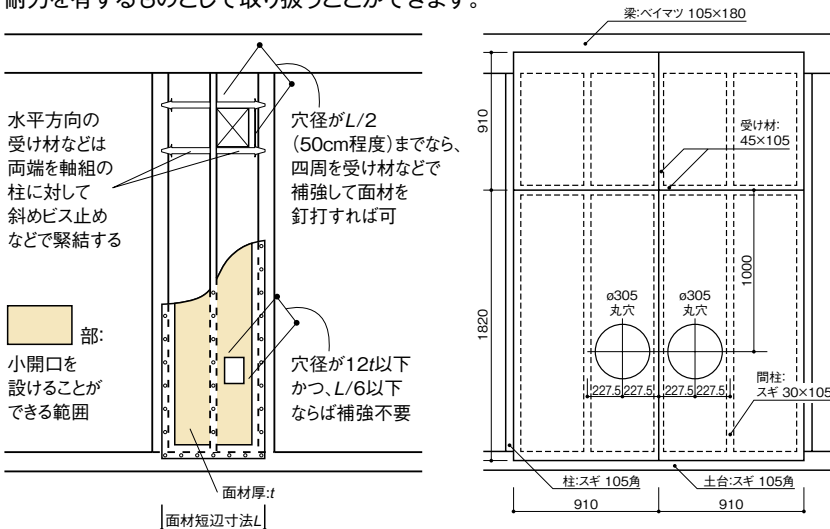 耐力を有するものとして取り扱うことができます。
水平方向の
受け材などは
両端を軸組の
柱に対して
斜めビス止め
などで緊結する
穴径がL/2
(50cm程度)までなら、
四周を受け材などで
補強して面材を
釘打すれば可
部:
小開口を
設けることが
できる範囲
穴径が12t以下
かつ、L/6以下
ならば補強不要
面材厚:t
面材短辺寸法L
梁:ベイマツ 105×180
910
受け材:
45×105
1000
1820
ø305
丸穴
ø305
丸穴
227.5 227.5 227.5 227.5
間柱:
スギ 30×105
柱:スギ 105角
土台:スギ 105角
910
910